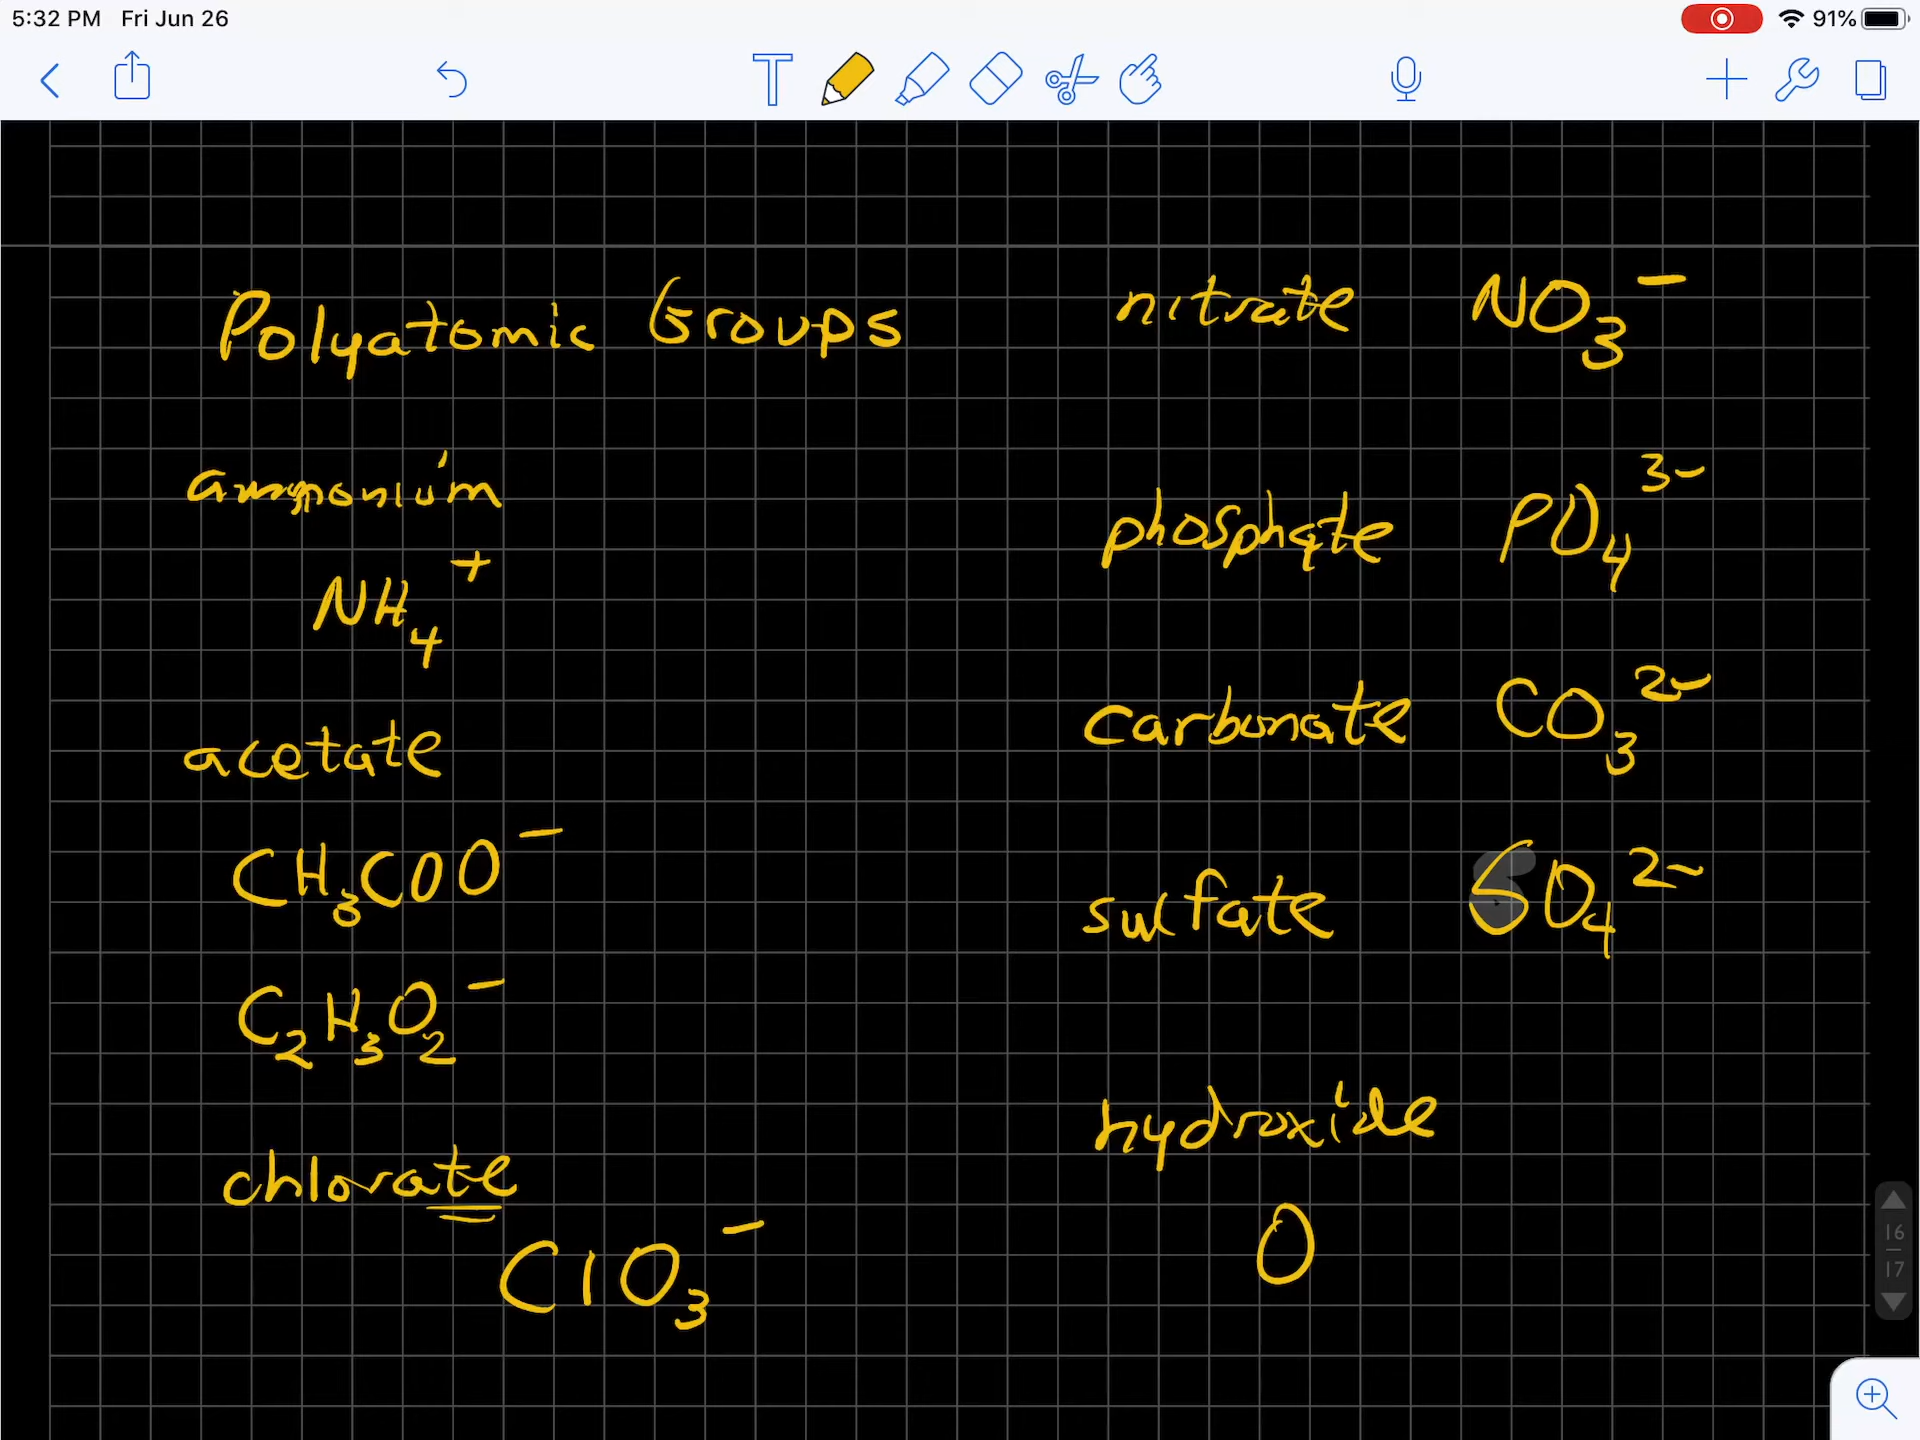 5:32 PM Fri Jun 26
91%
T
Polyatomic Groups
ammonium
NH₄⁺
acetate
CH₃COO⁻
C₂H₃O₂⁻
chlorate
ClO₃⁻
nitrate NO₃⁻
phosphate PO₄³⁻
Carbonate CO₃²⁻
sulfate SO₄²⁻
hydroxide
O
16
17